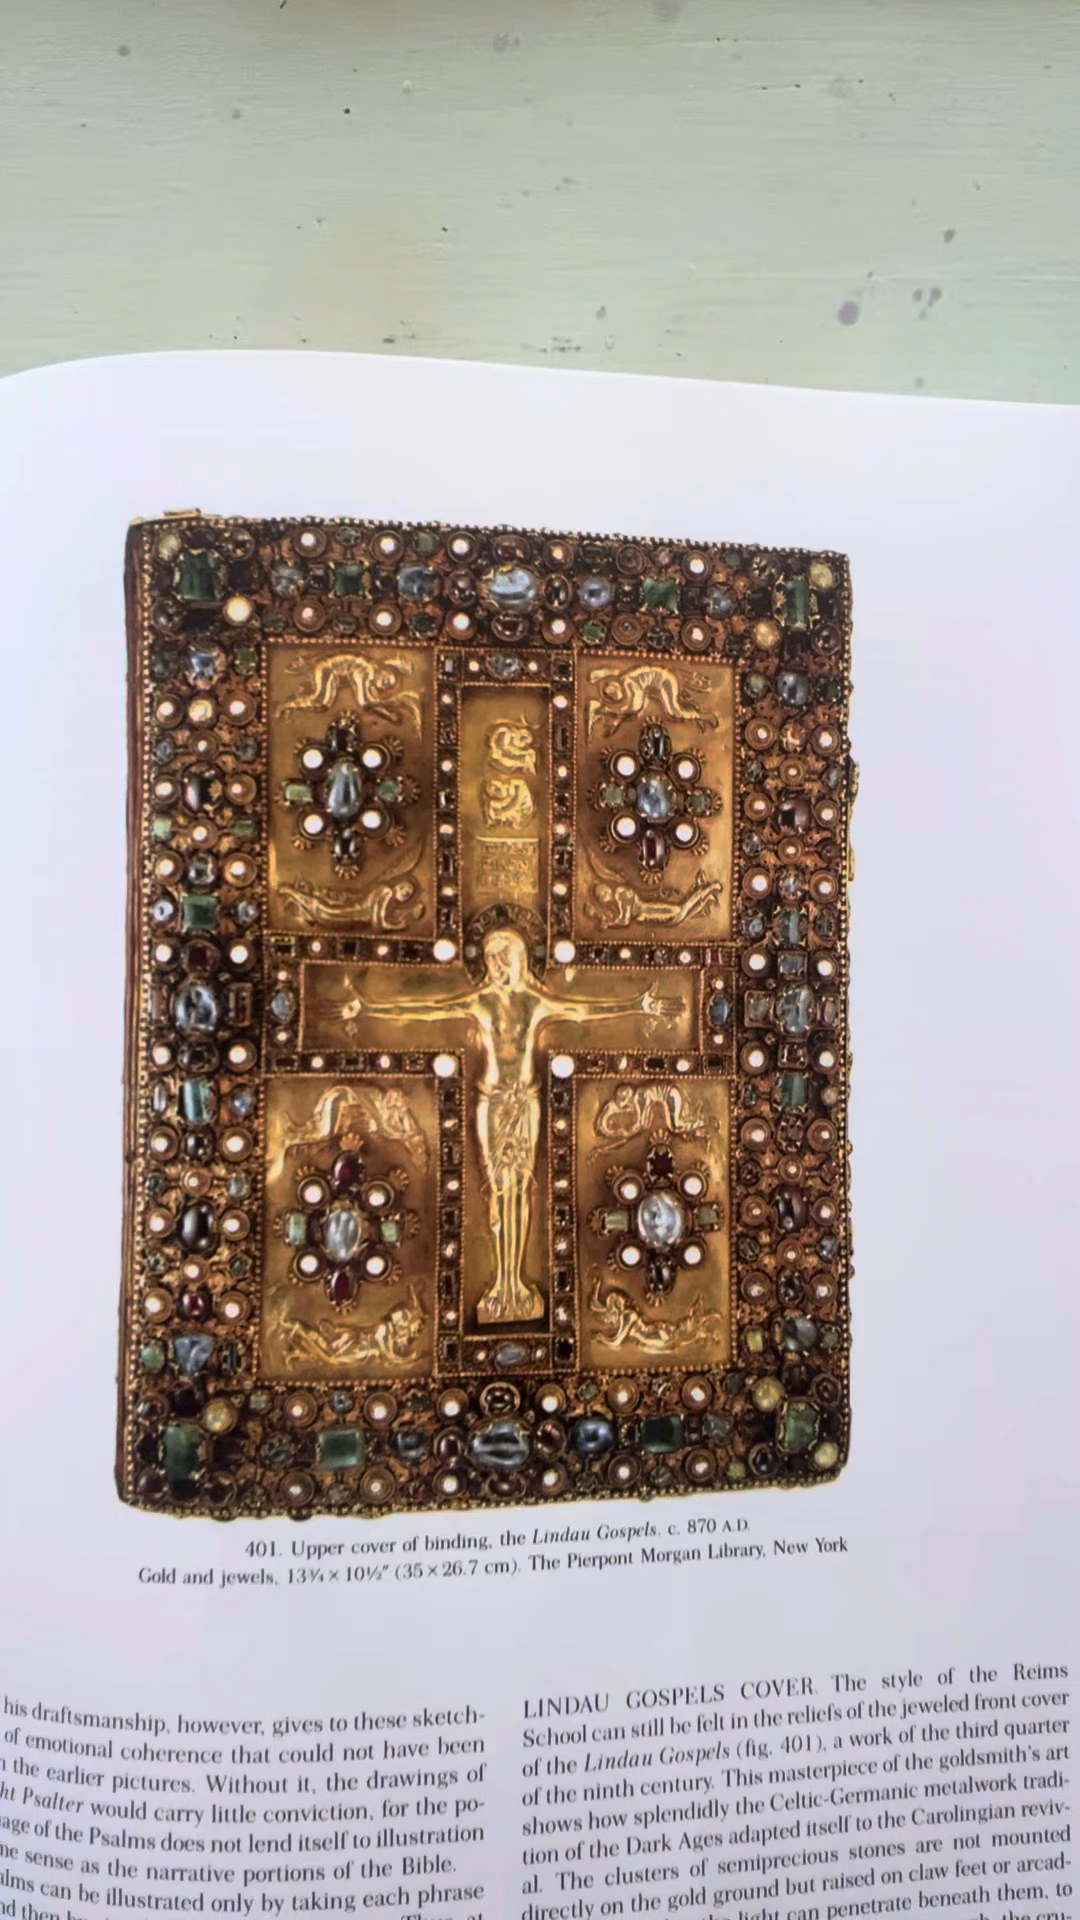 401. Upper cover of binding, the Lindau Gospels. c. 870 A.D.
Gold and jewels, 13¾ × 10½" (35 × 26.7 cm). The Pierpont Morgan Library, New York
his draftsmanship, however, gives to these sketch-
of emotional coherence that could not have been
the earlier pictures. Without it, the drawings of
Psalter would carry little conviction, for the po-
of the Psalms does not lend itself to illustration
sense as the narrative portions of the Bible.
can be illustrated only by taking each phrase
LINDAU GOSPELS COVER. The style of the Reims
School can still be felt in the reliefs of the jeweled front cover
of the Lindau Gospels (fig. 401), a work of the third quarter
of the ninth century. This masterpiece of the goldsmith's art
shows how splendidly the Celtic-Germanic metalwork tradi-
tion of the Dark Ages adapted itself to the Carolingian reviv-
al. The clusters of semiprecious stones are not mounted
directly on the gold ground but raised on claw feet or arcad-
light can penetrate beneath them, to